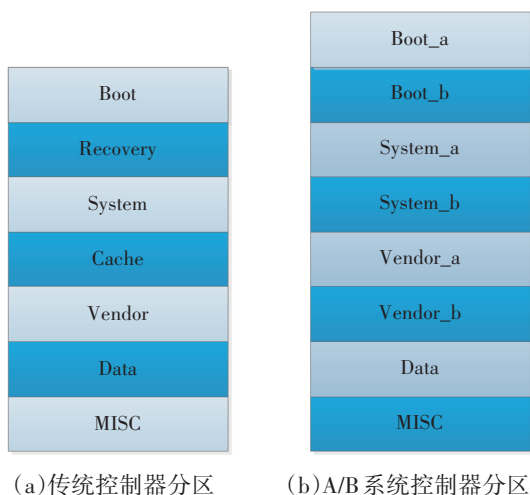 Boot
Recovery
System
Cache
Vendor
Data
MISC
(a)传统控制器分区
Boot_a
Boot_b
System_a
System_b
Vendor_a
Vendor_b
Data
MISC
(b)A/B系统控制器分区